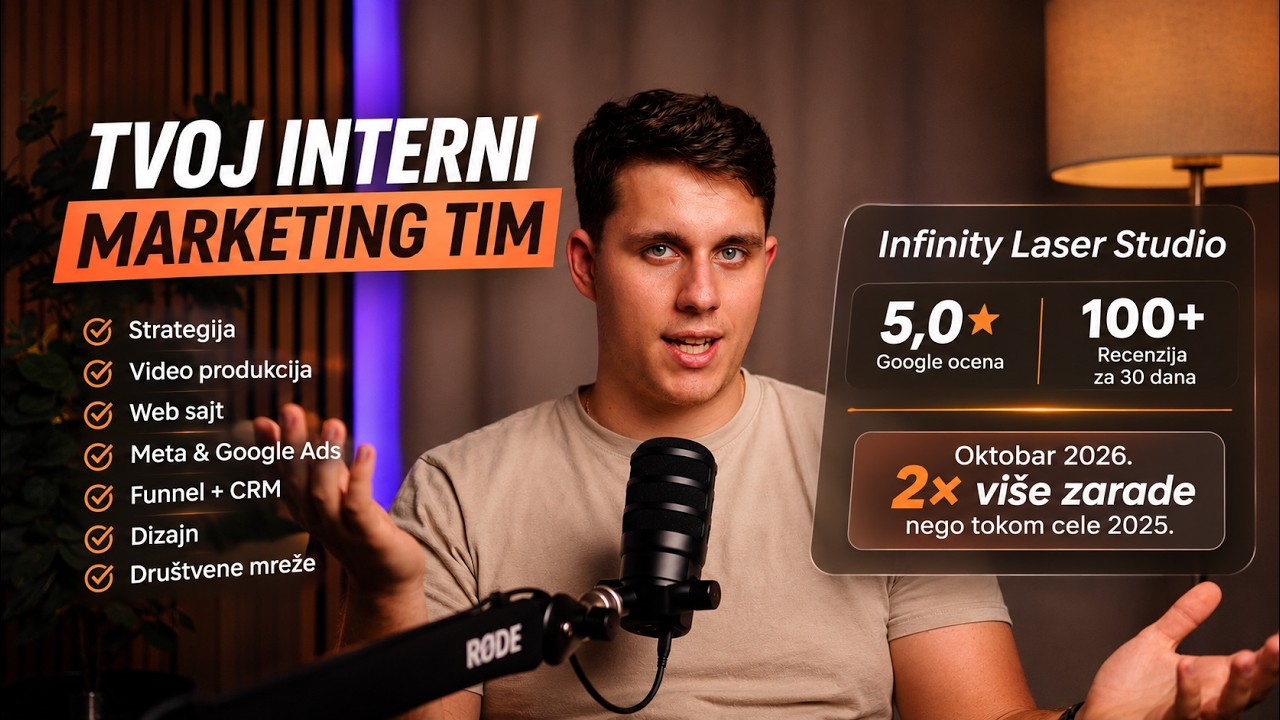 TVOJ INTERNI
MARKETING TIM
Strategija
Video produkcija
Web sajt
Meta & Google Ads
Funnel + CRM
Dizajn
Društvene mreže
Infinity Laser Studio
5,0★
Google ocena
100+
Recenzija
za 30 dana
Oktobar 2026.
2× više zarade
nego tokom cele 2025.
RØDE